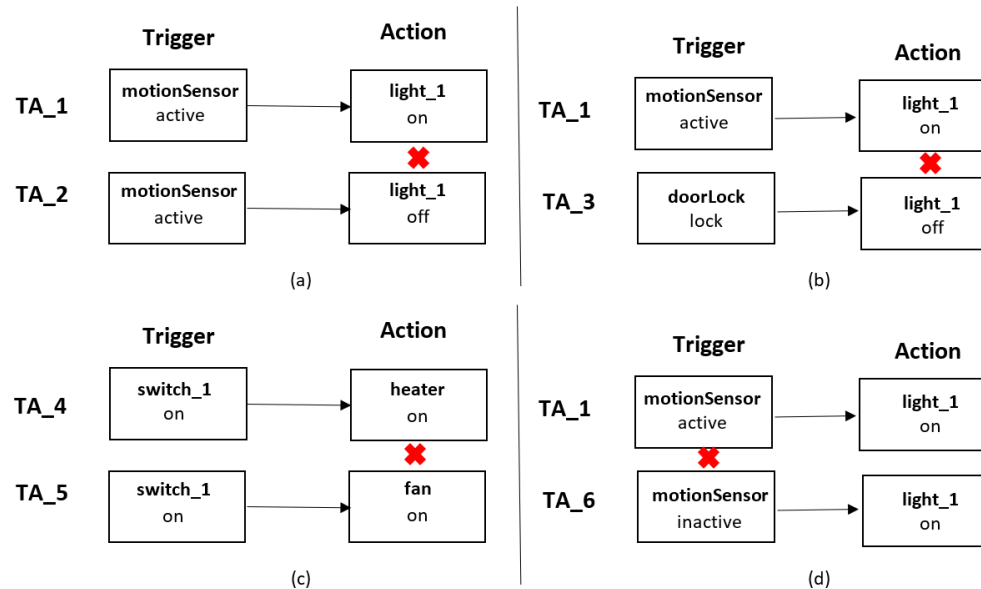 Trigger Action
TA_1
motionSensor
active
light_1
on
TA_2
motionSensor
active
light_1
off
(a)
Trigger Action
TA_1
motionSensor
active
light_1
on
TA_3
doorLock
lock
light_1
off
(b)
Trigger Action
TA_4
switch_1
on
heater
on
TA_5
switch_1
on
fan
on
(c)
Trigger Action
TA_1
motionSensor
active
light_1
on
TA_6
motionSensor
inactive
light_1
on
(d)